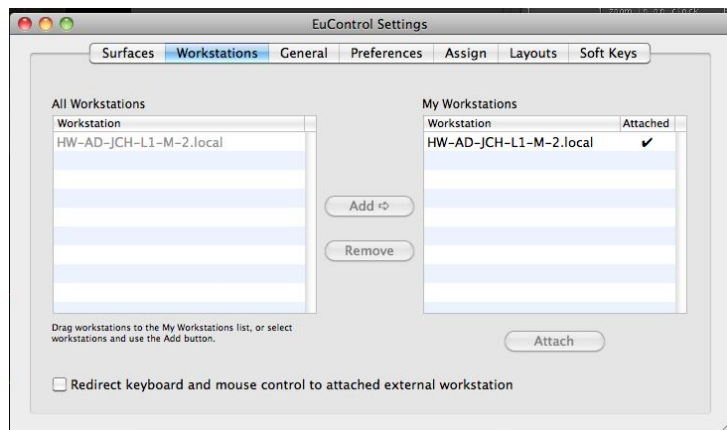 EuControl Settings
Surfaces Workstations General Preferences Assign Layouts Soft Keys
All Workstations
Workstation
HW-AD-JCH-L1-M-2.local
Add ⇨
Remove
My Workstations
Workstation Attached
HW-AD-JCH-L1-M-2.local ✔
Drag workstations to the My Workstations list, or select
workstations and use the Add button.
Attach
Redirect keyboard and mouse control to attached external workstation